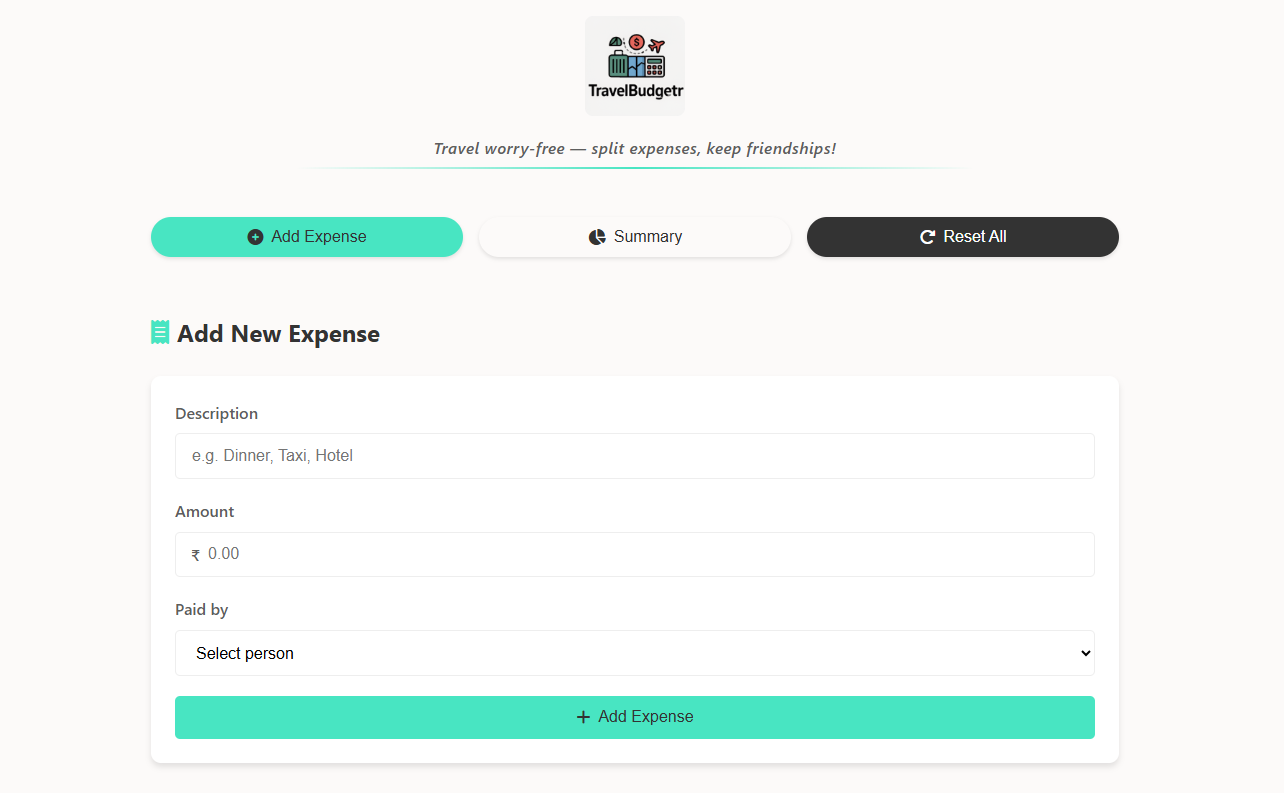 TravelBudgetr
Travel worry-free — split expenses, keep friendships!
Add Expense
Summary
Reset All
Add New Expense
Description
e.g. Dinner, Taxi, Hotel
Amount
₹ 0.00
Paid by
Select person
Add Expense